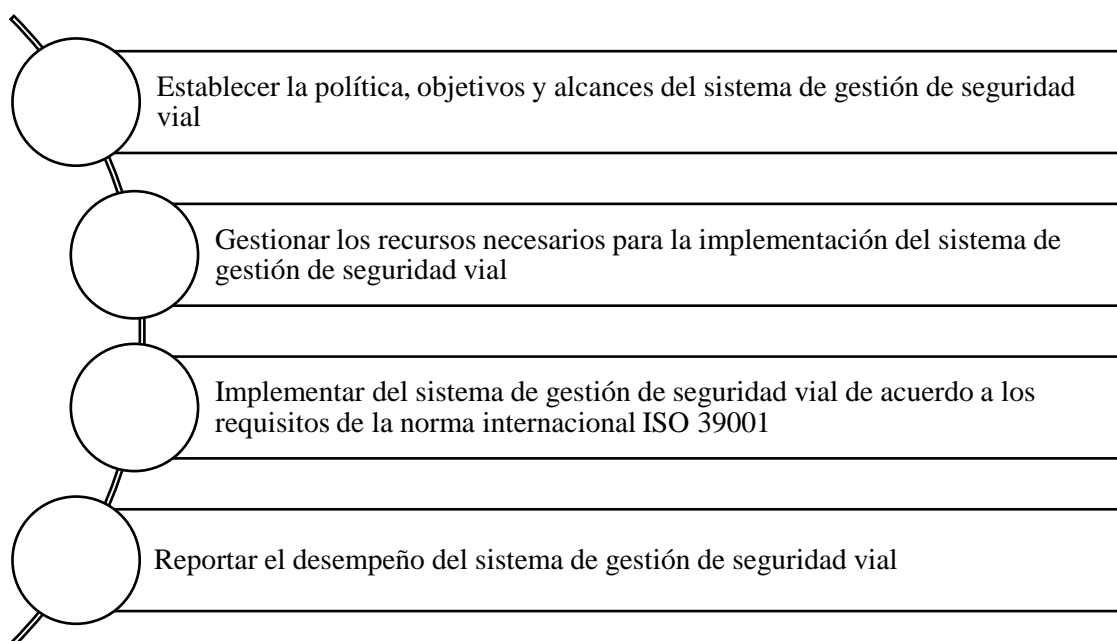 Establecer la política, objetivos y alcances del sistema de gestión de seguridad
vial
Gestionar los recursos necesarios para la implementación del sistema de
gestión de seguridad vial
Implementar del sistema de gestión de seguridad vial de acuerdo a los
requisitos de la norma internacional ISO 39001
Reportar el desempeño del sistema de gestión de seguridad vial